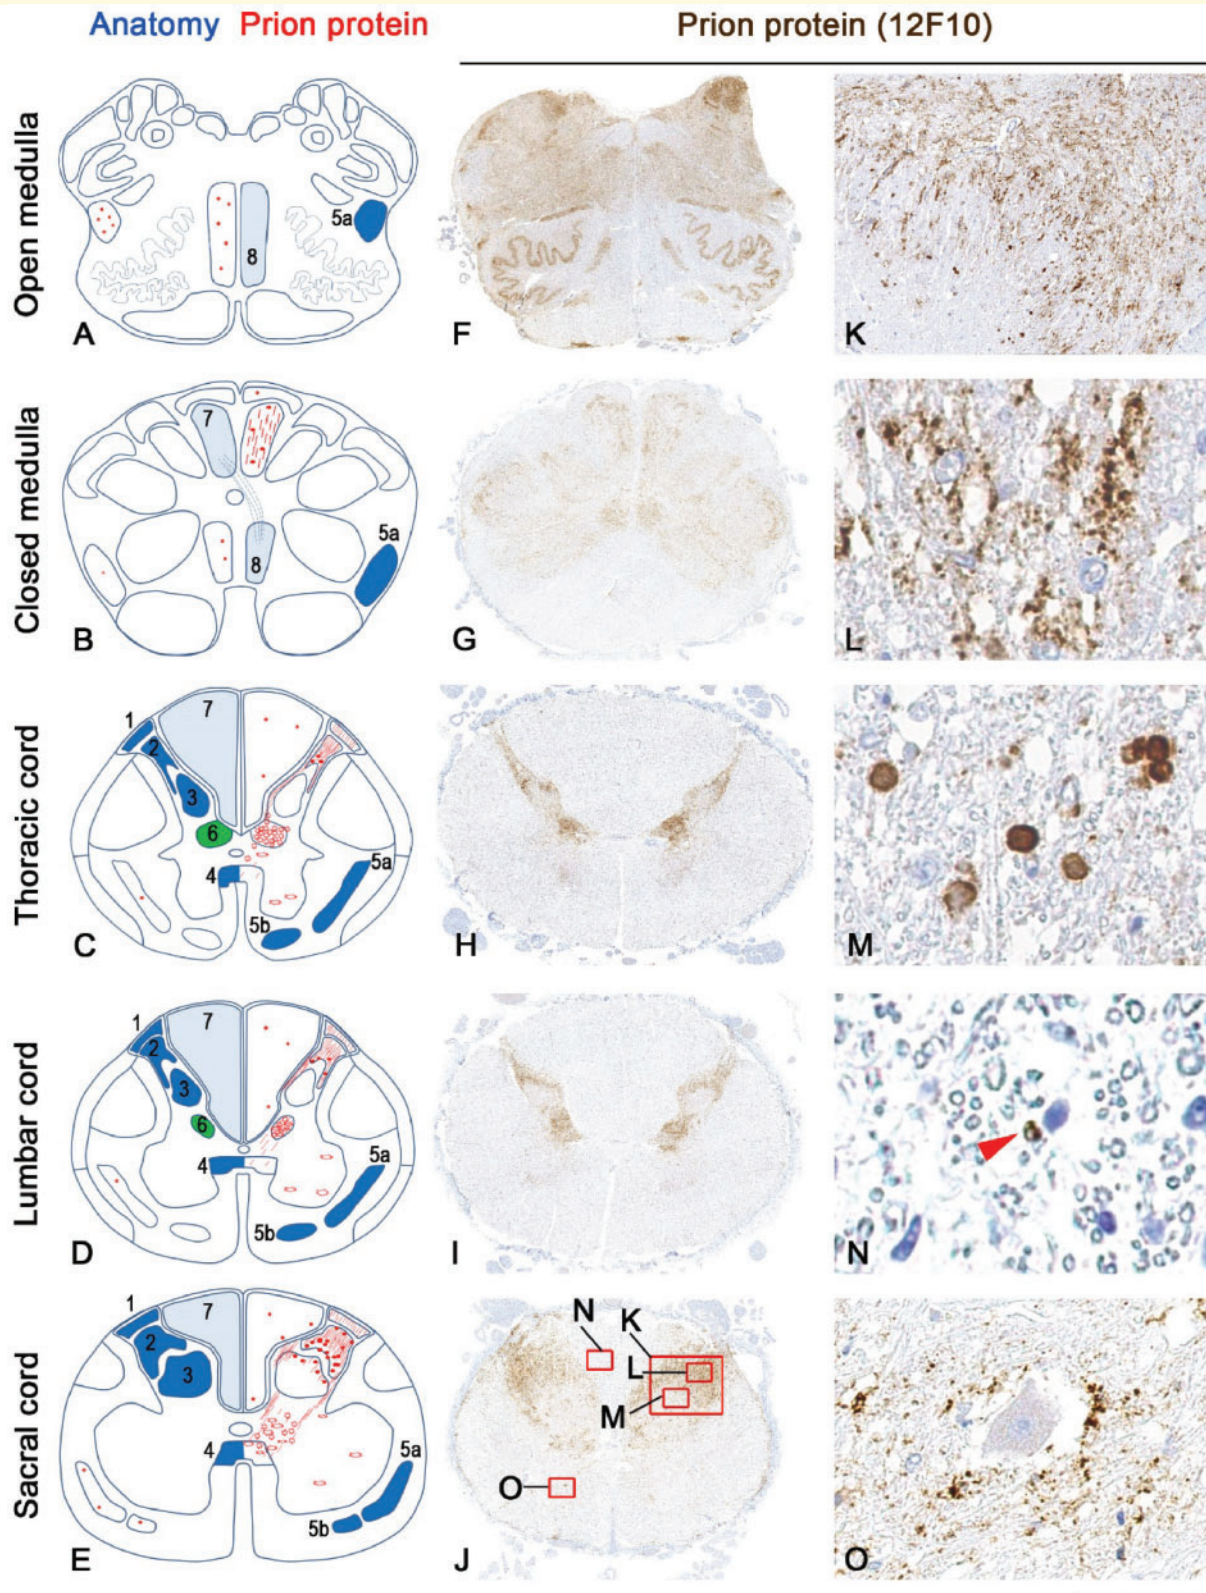 Anatomy Prion protein
Prion protein (12F10)
Open medulla
5a
8
A
F
K
Closed medulla
7
5a
8
B
G
L
Thoracic cord
1
7
2
3
6
5a
4
5b
C
H
M
Lumbar cord
1
7
2
3
6
5a
4
5b
D
I
N
Sacral cord
1
7
2
3
4
5a
5b
E
N
K
L
M
O
J
O